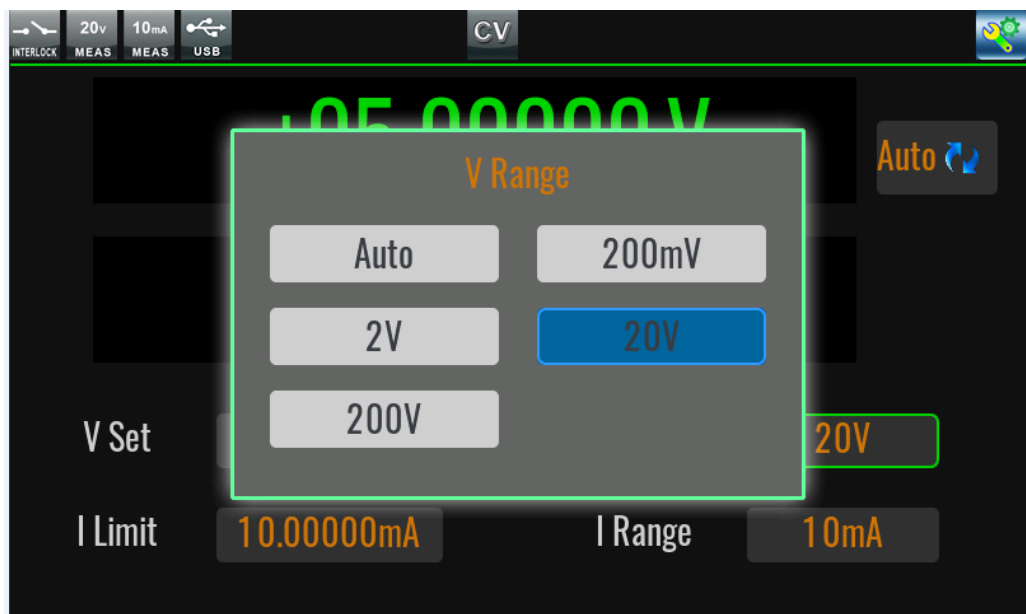 20V 10mA
INTERLOCK MEAS MEAS USB
CV
Auto
V Range
Auto 200mV
2V 20V
200V
V Set 20V
I Limit 10.00000mA I Range 10mA